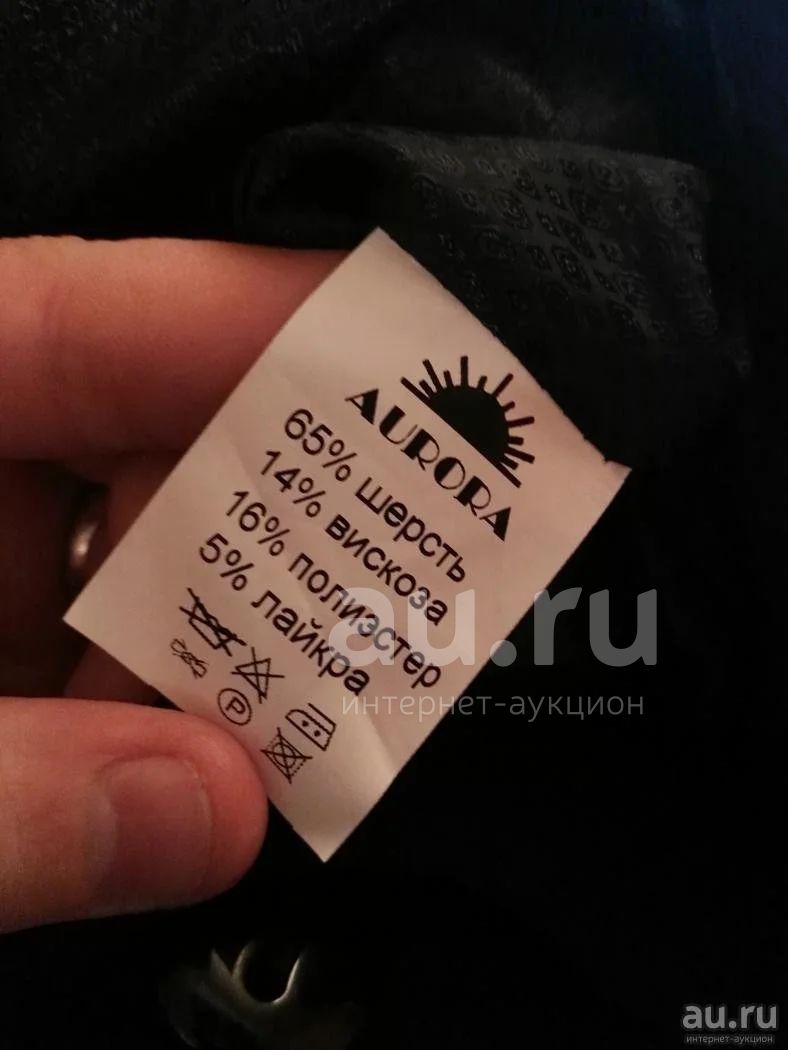 AURORA
65% шерсть
14% вискоза
16% полиэстер
5% лайкра
P
au.ru
интернет-аукцион
au.ru
интернет-аукцион